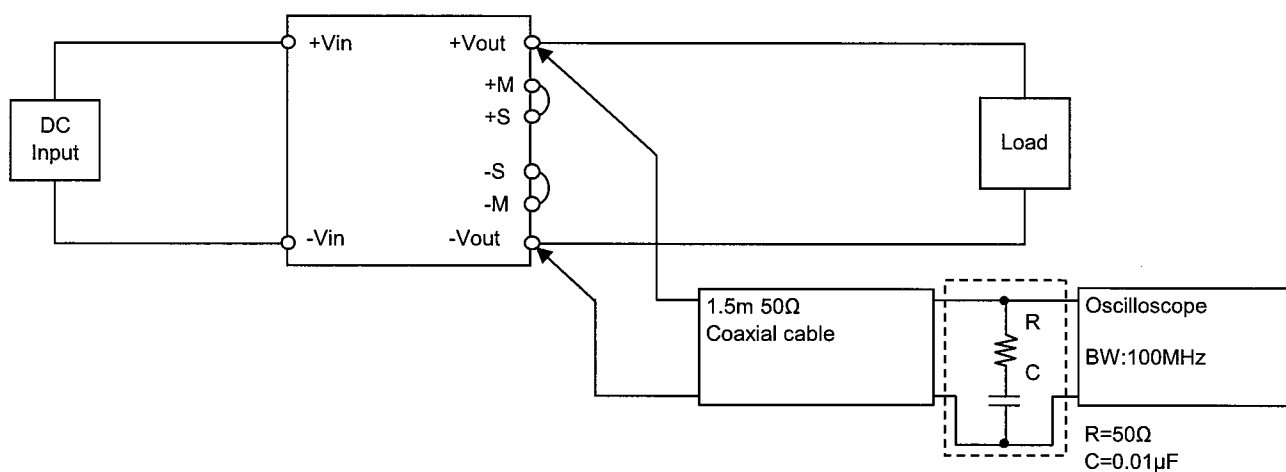 +Vin
+Vout
+M
+S
DC
Input
Load
-S
-M
-Vin
-Vout
1.5m 50Ω
Coaxial cable
R
C
Oscilloscope
BW:100MHz
R=50Ω
C=0.01µF